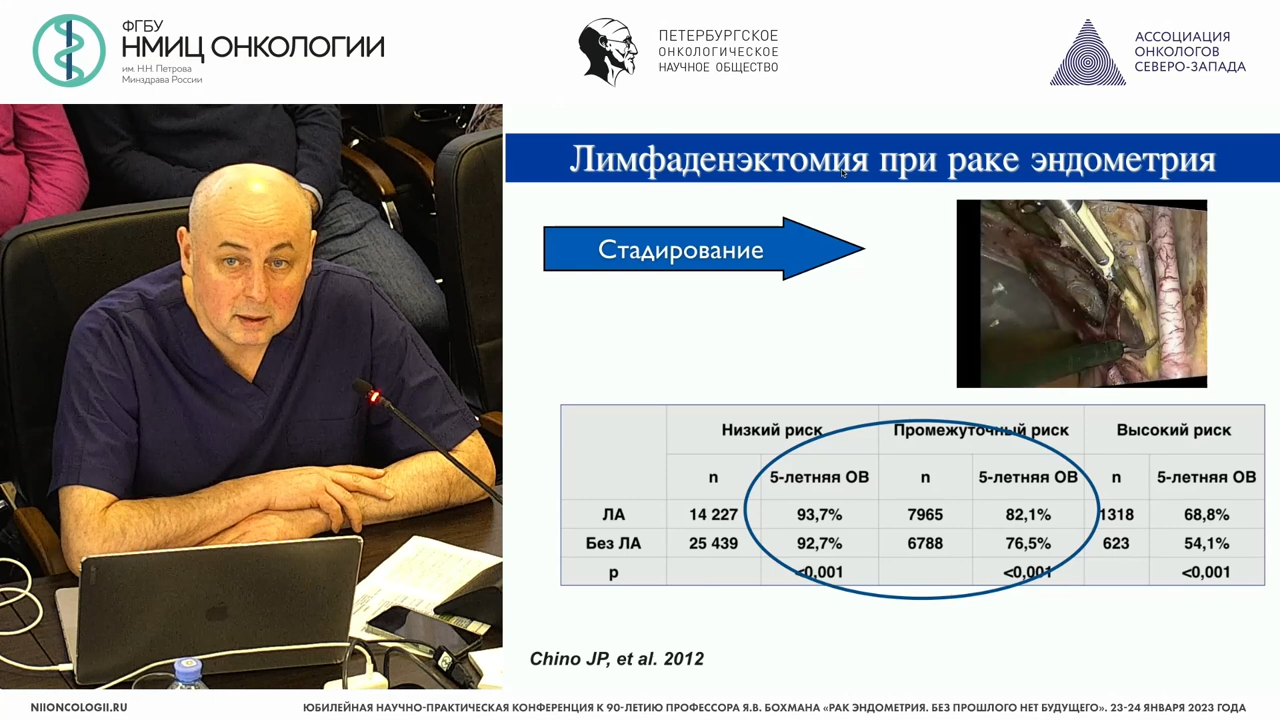 ФГБУ
НМИЦ ОНКОЛОГИИ
им. Н.Н. Петрова
Минздрава России
ПЕТЕРБУРГСКОЕ
ОНКОЛОГИЧЕСКОЕ
НАУЧНОЕ ОБЩЕСТВО
АССОЦИАЦИЯ
ОНКОЛОГОВ
СЕВЕРО-ЗАПАДА
Лимфаденэктомия при раке эндометрия
Стадирование
Низкий риск Промежуточный риск Высокий риск
n 5-летняя ОВ n 5-летняя ОВ n 5-летняя ОВ
ЛА 14 227 93,7% 7965 82,1% 1318 68,8%
Без ЛА 25 439 92,7% 6788 76,5% 623 54,1%
p <0,001 <0,001 <0,001
Chino JP, et al. 2012
NIIONCOLOGII.RU
ЮБИЛЕЙНАЯ НАУЧНО-ПРАКТИЧЕСКАЯ КОНФЕРЕНЦИЯ К 90-ЛЕТИЮ ПРОФЕССОРА Я.В. БОХМАНА «РАК ЭНДОМЕТРИЯ. БЕЗ ПРОШЛОГО НЕТ БУДУЩЕГО». 23-24 ЯНВАРЯ 2023 ГОДА